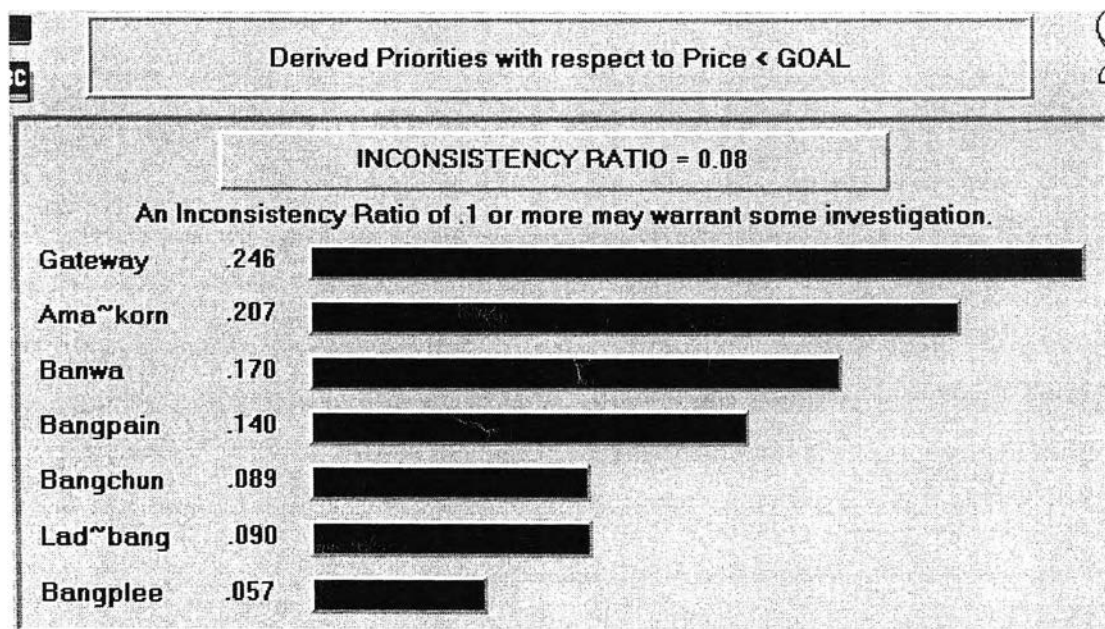 Derived Priorities with respect to Price < GOAL
INCONSISTENCY RATIO = 0.08
An Inconsistency Ratio of .1 or more may warrant some investigation.
Gateway .246
Ama~korn .207
Banwa .170
Bangpain .140
Bangchun .089
Lad~bang .090
Bangplee .057